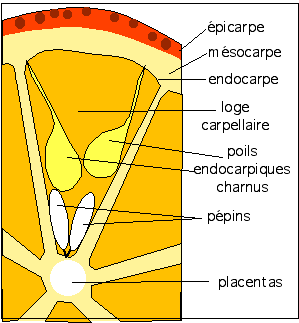 épicarpe
mésocarpe
endocarpe
loge
carpellaire
poils
endocarpiques
charnus
pépins
placentas